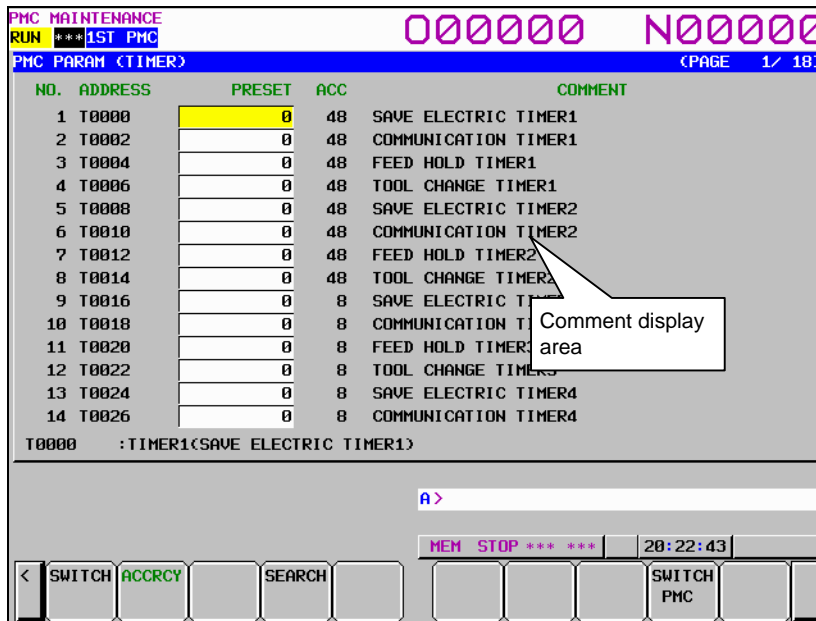 PMC MAINTENANCE
O00000 N00000
RUN ***1ST PMC
PMC PARAM (TIMER) (PAGE 1/ 18)
NO. ADDRESS PRESET ACC COMMENT
1 T0000 0 48 SAVE ELECTRIC TIMER1
2 T0002 0 48 COMMUNICATION TIMER1
3 T0004 0 48 FEED HOLD TIMER1
4 T0006 0 48 TOOL CHANGE TIMER1
5 T0008 0 48 SAVE ELECTRIC TIMER2
6 T0010 0 48 COMMUNICATION TIMER2
7 T0012 0 48 FEED HOLD TIMER2
8 T0014 0 48 TOOL CHANGE TIMER2
9 T0016 0 8 SAVE ELECTRIC
10 T0018 0 8 COMMUNICATION
11 T0020 0 8 FEED HOLD TIMER3
12 T0022 0 8 TOOL CHANGE TIMER3
13 T0024 0 8 SAVE ELECTRIC TIMER4
14 T0026 0 8 COMMUNICATION TIMER4
Comment display
area
T0000 :TIMER1(SAVE ELECTRIC TIMER1)
A>
MEM STOP *** *** 20:22:43
< SWITCH ACCRCY SEARCH SWITCH
PMC